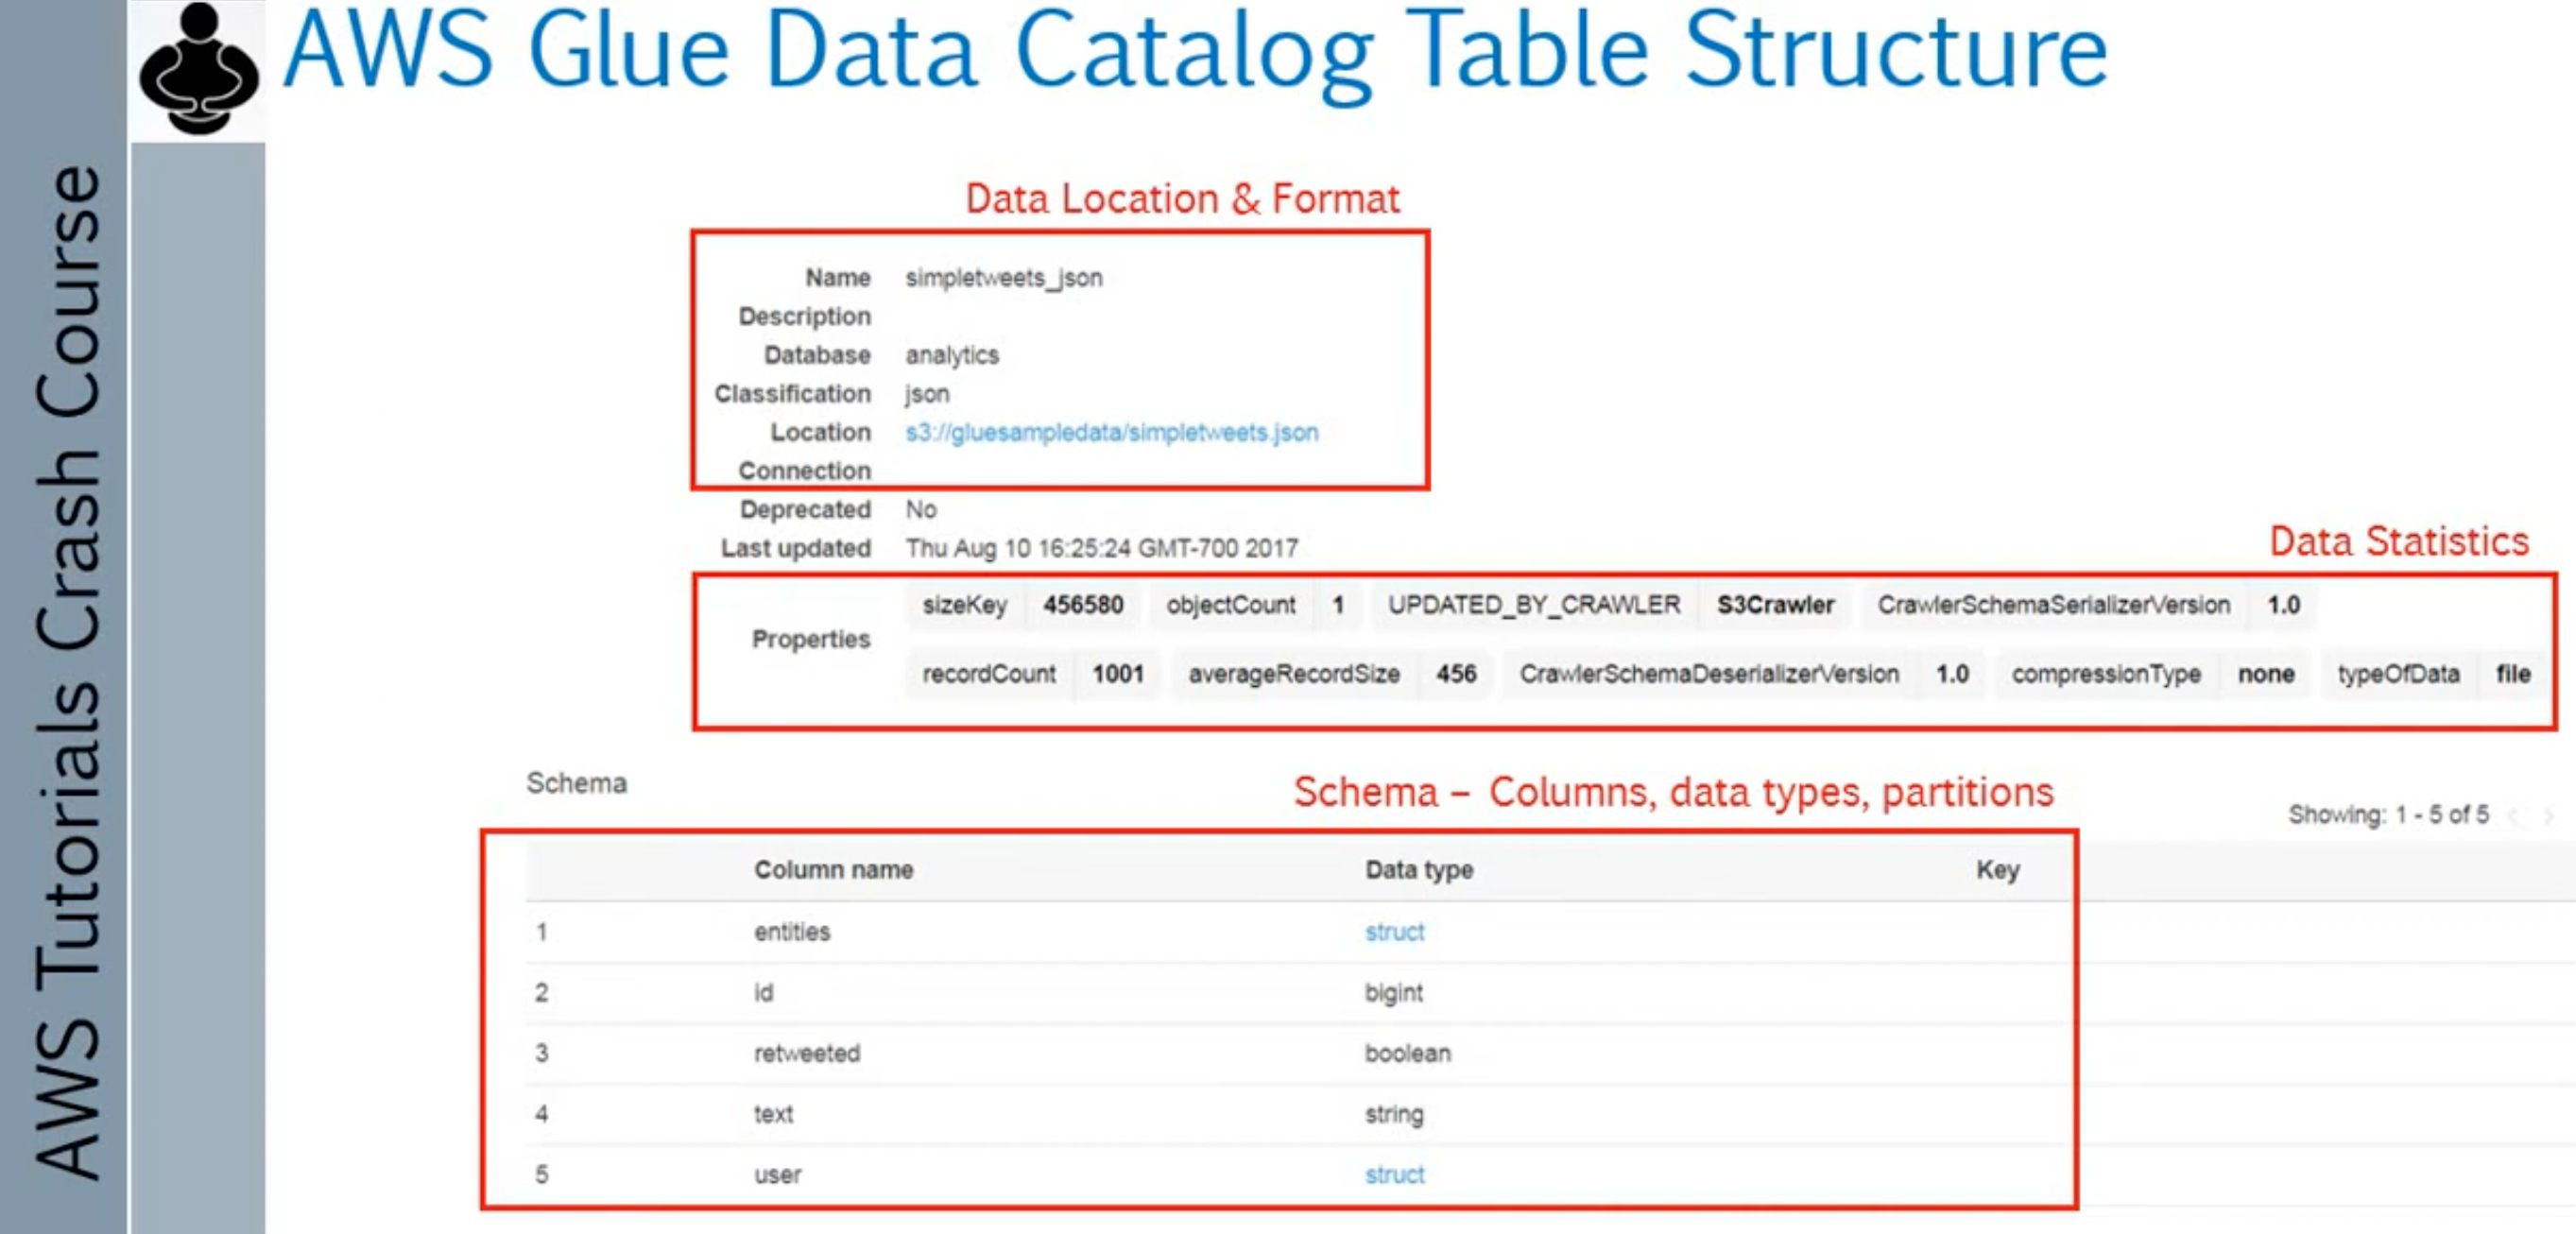 AWS Glue Data Catalog Table Structure
AWS Tutorials Crash Course
Data Location & Format
Name simpletweets_json
Description
Database analytics
Classification json
Location s3://gluesampledata/simpletweets.json
Connection
Deprecated No
Last updated Thu Aug 10 16:25:24 GMT-700 2017
Data Statistics
Properties
sizeKey 456580 objectCount 1 UPDATED_BY_CRAWLER S3Crawler CrawlerSchemaSerializerVersion 1.0
recordCount 1001 averageRecordSize 456 CrawlerSchemaDeserializerVersion 1.0 compressionType none typeOfData file
Schema
Schema – Columns, data types, partitions
Showing: 1 - 5 of 5 < >
Column name Data type Key
1 entities struct
2 id bigint
3 retweeted boolean
4 text string
5 user struct